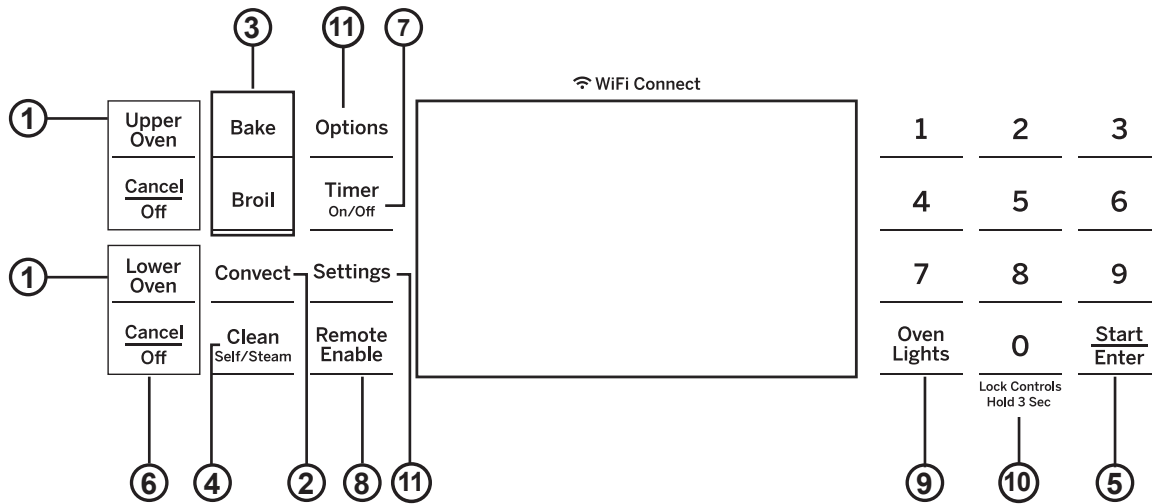 3
11
7
WiFi Connect
1
Upper
Oven
Bake
Options
1
2
3
Cancel
Off
Broil
Timer
On/Off
4
5
6
1
Lower
Oven
Convect
Settings
7
8
9
Cancel
Off
Clean
Self/Steam
Remote
Enable
Oven
Lights
0
Start
Enter
Lock Controls
Hold 3 Sec
6
4
2
8
11
9
10
5